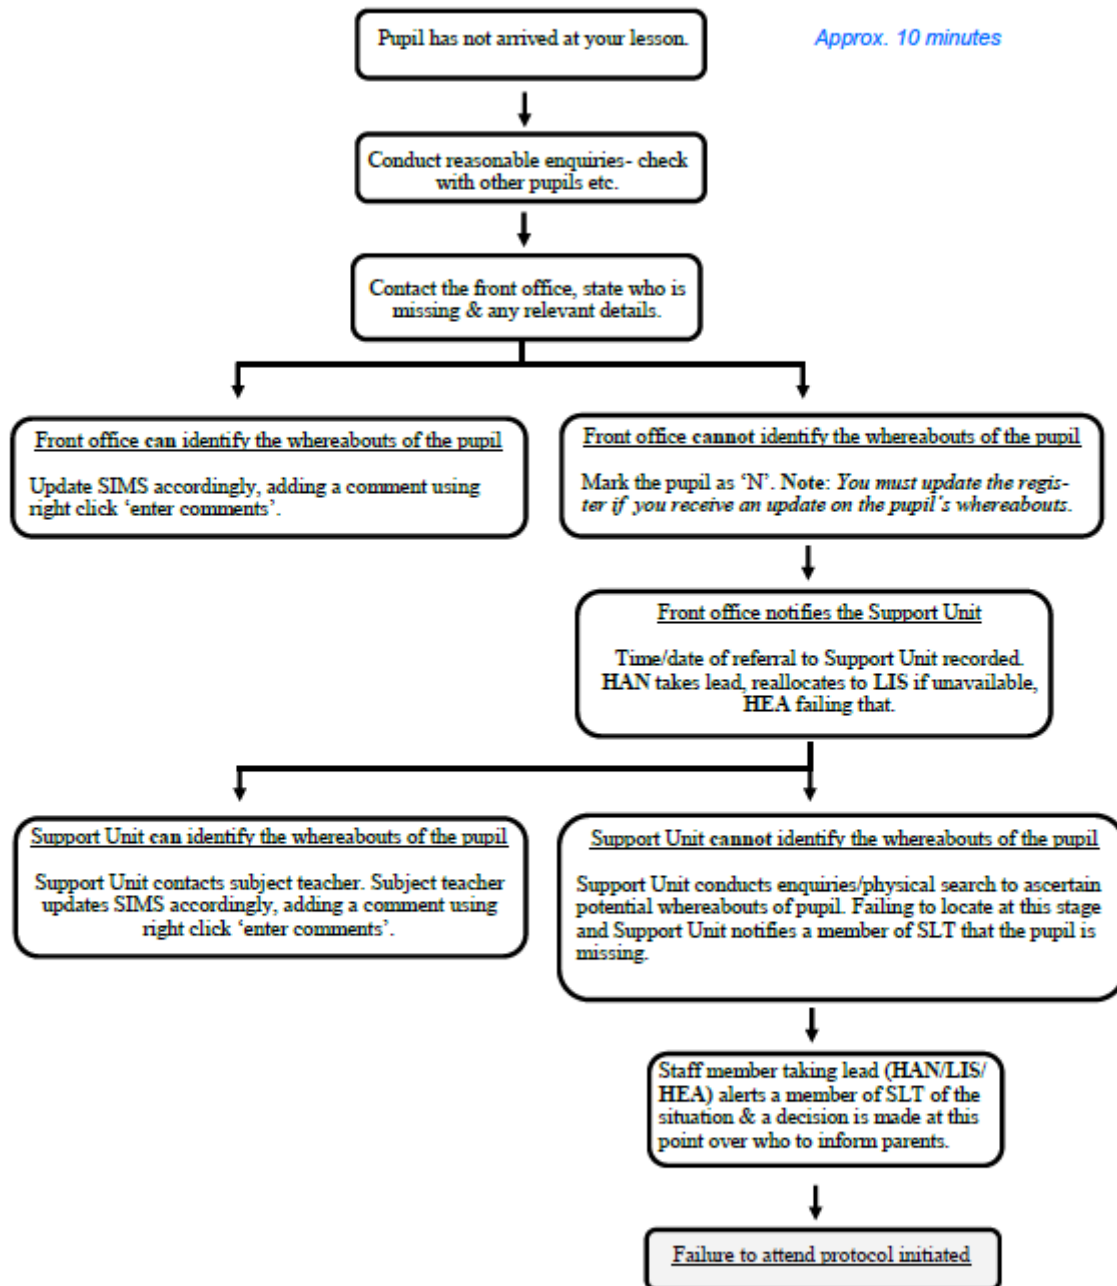 Pupil has not arrived at your lesson.
Approx. 10 minutes
Conduct reasonable enquiries- check
with other pupils etc.
Contact the front office, state who is
missing & any relevant details.
Front office can identify the whereabouts of the pupil
Update SIMS accordingly, adding a comment using
right click ‘enter comments’.
Front office cannot identify the whereabouts of the pupil
Mark the pupil as ‘N’. Note: You must update the regis-
ter if you receive an update on the pupil’s whereabouts.
Front office notifies the Support Unit
Time/date of referral to Support Unit recorded.
HAN takes lead, reallocates to LIS if unavailable,
HEA failing that.
Support Unit can identify the whereabouts of the pupil
Support Unit contacts subject teacher. Subject teacher
updates SIMS accordingly, adding a comment using
right click ‘enter comments’.
Support Unit cannot identify the whereabouts of the pupil
Support Unit conducts enquiries/physical search to ascertain
potential whereabouts of pupil. Failing to locate at this stage
and Support Unit notifies a member of SLT that the pupil is
missing.
Staff member taking lead (HAN/LIS/
HEA) alerts a member of SLT of the
situation & a decision is made at this
point over who to inform parents.
Failure to attend protocol initiated